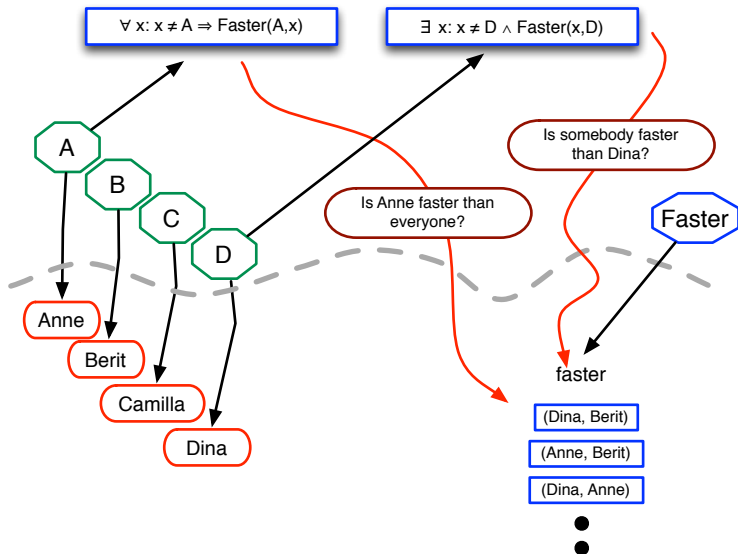 ∀ x: x ≠ A ⇒ Faster(A,x)
∃ x: x ≠ D ∧ Faster(x,D)
A
B
C
D
Is somebody faster
than Dina?
Is Anne faster than
everyone?
Faster
Anne
Berit
Camilla
Dina
faster
(Dina, Berit)
(Anne, Berit)
(Dina, Anne)